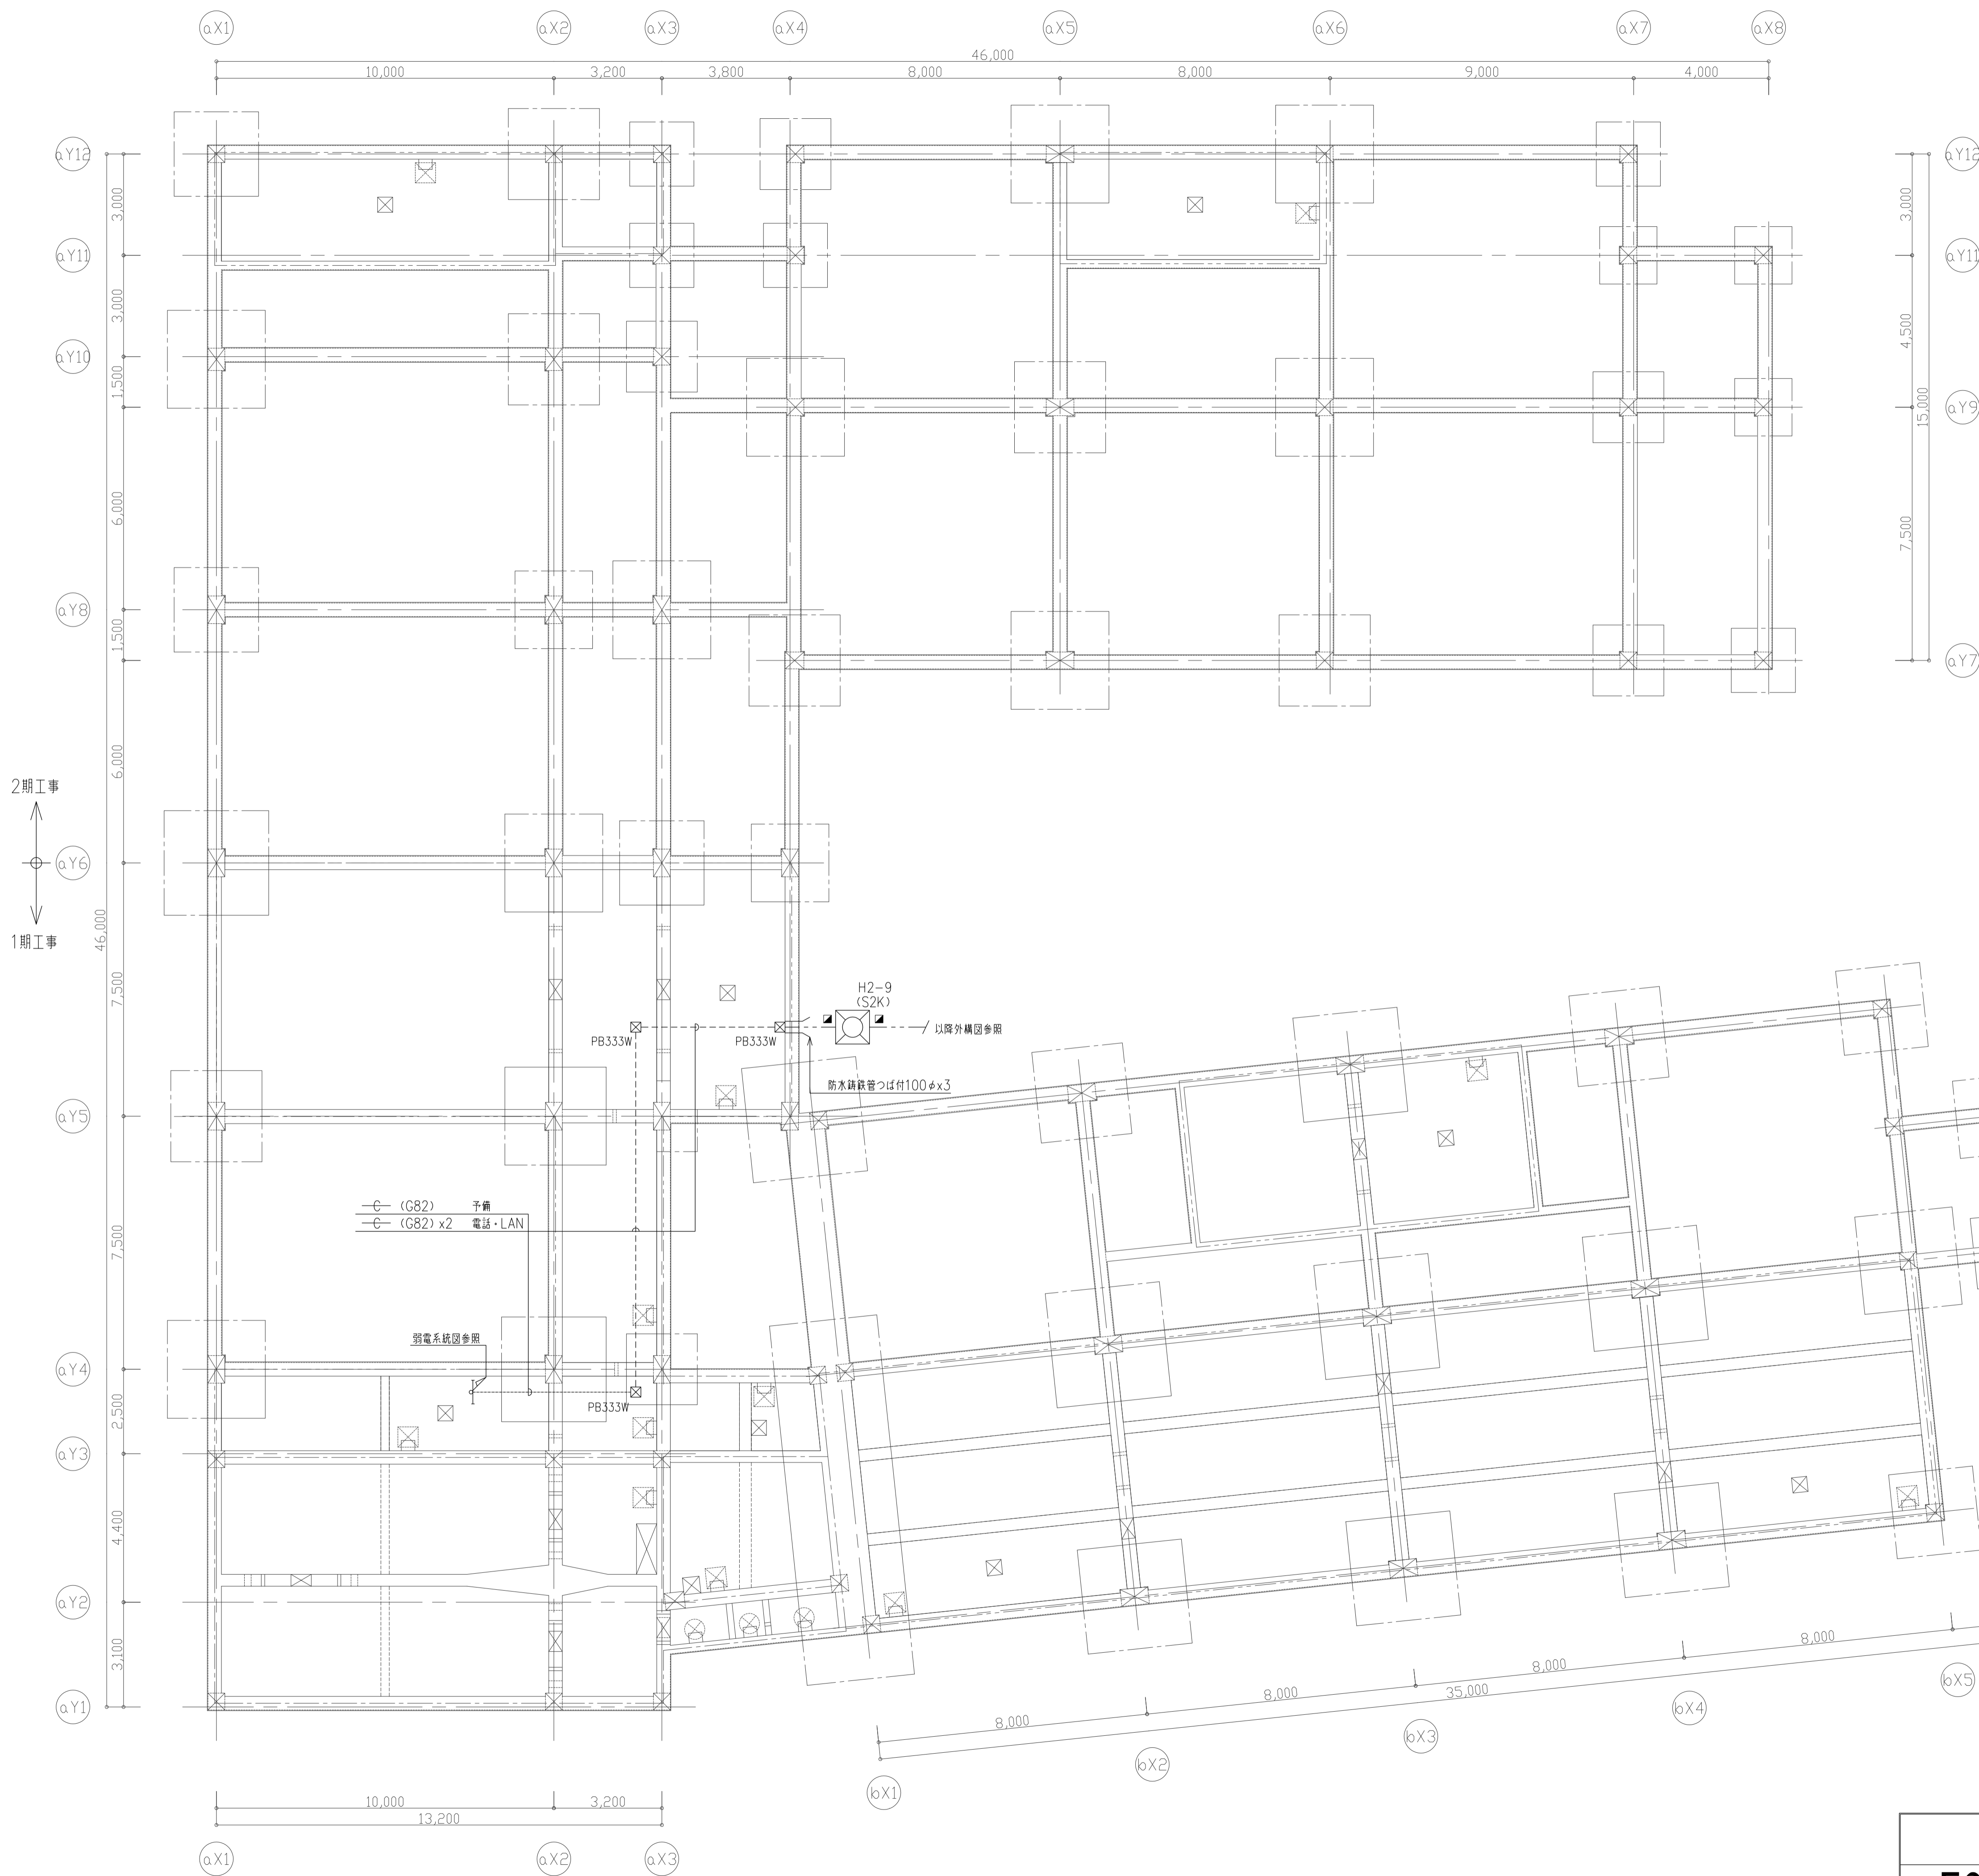 aX1
aX2
aX3
aX4
aX5
aX6
aX7
aX8
46,000
10,000
3,200
3,800
8,000
8,000
9,000
4,000
aY12
aY12
3,000
3,000
aY11
aY11
3,000
4,500
aY10
1,500
aY9
15,000
6,000
7,500
aY8
1,500
aY7
6,000
2期工事
aY6
1期工事
46,000
7,500
H2-9
(S2K)
以降外構図参照
PB333W
PB333W
防水鋳鉄管つば付100φx3
aY5
C (G82) 予備
C (G82)x2 電話・LAN
7,500
弱電系統図参照
aY4
PB333W
2,500
aY3
4,400
aY2
3,100
aY1
8,000
8,000
8,000
8,000
35,000
bX1
bX2
bX3
bX4
bX5
10,000
3,200
13,200
aX1
aX2
aX3